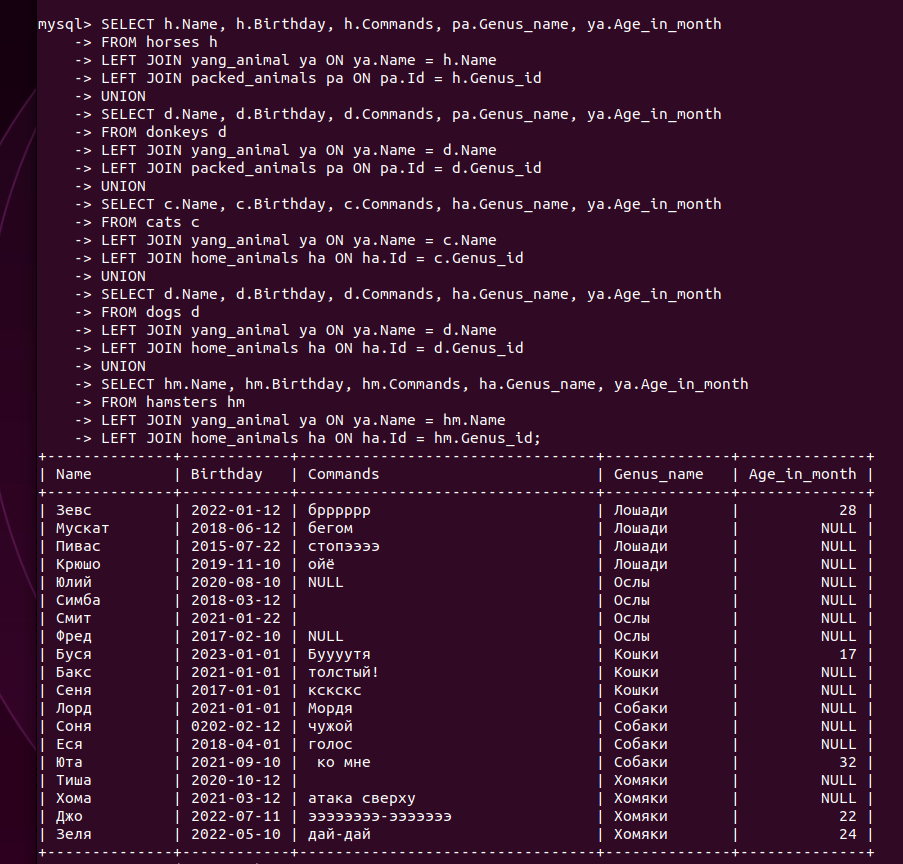 mysql> SELECT h.Name, h.Birthday, h.Commands, pa.Genus_name, ya.Age_in_month
    -> FROM horses h
    -> LEFT JOIN yang_animal ya ON ya.Name = h.Name
    -> LEFT JOIN packed_animals pa ON pa.Id = h.Genus_id
    -> UNION
    -> SELECT d.Name, d.Birthday, d.Commands, pa.Genus_name, ya.Age_in_month
    -> FROM donkeys d
    -> LEFT JOIN yang_animal ya ON ya.Name = d.Name
    -> LEFT JOIN packed_animals pa ON pa.Id = d.Genus_id
    -> UNION
    -> SELECT c.Name, c.Birthday, c.Commands, ha.Genus_name, ya.Age_in_month
    -> FROM cats c
    -> LEFT JOIN yang_animal ya ON ya.Name = c.Name
    -> LEFT JOIN home_animals ha ON ha.Id = c.Genus_id
    -> UNION
    -> SELECT d.Name, d.Birthday, d.Commands, ha.Genus_name, ya.Age_in_month
    -> FROM dogs d
    -> LEFT JOIN yang_animal ya ON ya.Name = d.Name
    -> LEFT JOIN home_animals ha ON ha.Id = d.Genus_id
    -> UNION
    -> SELECT hm.Name, hm.Birthday, hm.Commands, ha.Genus_name, ya.Age_in_month
    -> FROM hamsters hm
    -> LEFT JOIN yang_animal ya ON ya.Name = hm.Name
    -> LEFT JOIN home_animals ha ON ha.Id = hm.Genus_id;
+--------------+------------+---------------------------------+--------------+--------------+
| Name         | Birthday   | Commands                        | Genus_name   | Age_in_month |
+--------------+------------+---------------------------------+--------------+--------------+
| Зевс         | 2022-01-12 | брррррр                         | Лошади       |           28 |
| Мускат       | 2018-06-12 | бегом                           | Лошади       |         NULL |
| Пивас        | 2015-07-22 | стопээээ                        | Лошади       |         NULL |
| Крюшо        | 2019-11-10 | ойё                             | Лошади       |         NULL |
| Юлий         | 2020-08-10 | NULL                            | Ослы         |         NULL |
| Симба        | 2018-03-12 |                                 | Ослы         |         NULL |
| Смит         | 2021-01-22 |                                 | Ослы         |         NULL |
| Фред         | 2017-02-10 | NULL                            | Ослы         |         NULL |
| Буся         | 2023-01-01 | Буууутя                         | Кошки        |           17 |
| Бакс         | 2021-01-01 | толстый!                        | Кошки        |         NULL |
| Сеня         | 2017-01-01 | кскскс                          | Кошки        |         NULL |
| Лорд         | 2021-01-01 | Мордя                           | Собаки       |         NULL |
| Соня         | 0202-02-12 | чужой                           | Собаки       |         NULL |
| Еся          | 2018-04-01 | голос                           | Собаки       |         NULL |
| Юта          | 2021-09-10 |  ко мне                         | Собаки       |           32 |
| Тиша         | 2020-10-12 |                                 | Хомяки       |         NULL |
| Хома         | 2021-03-12 | атака сверху                    | Хомяки       |         NULL |
| Джо          | 2022-07-11 | ээээээээ-эээээээ                | Хомяки       |           22 |
| Зеля         | 2022-05-10 | дай-дай                         | Хомяки       |           24 |
+--------------+------------+---------------------------------+--------------+--------------+